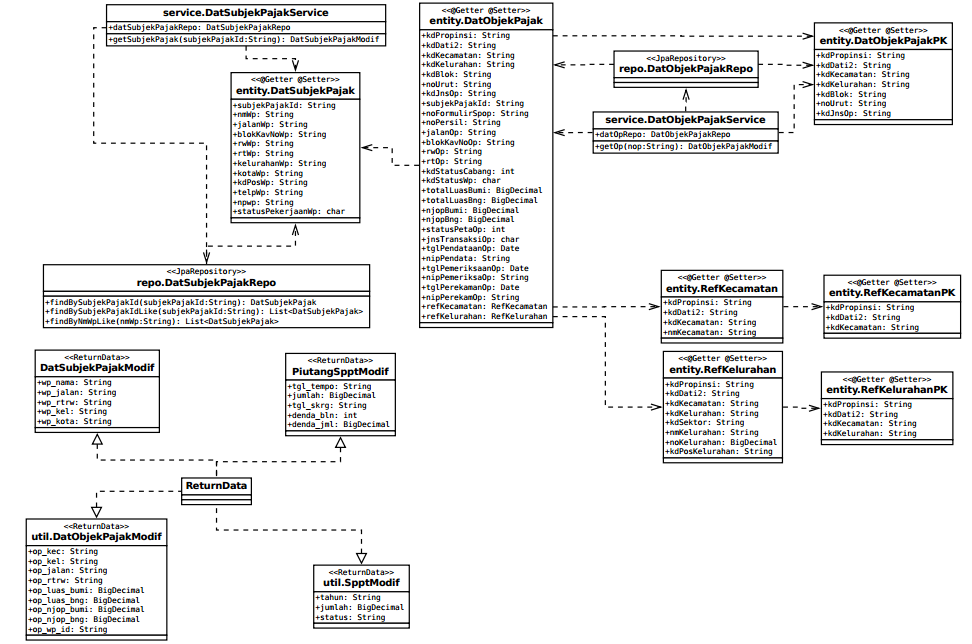 service.DatSubjekPajakService
+datSubjekPajakRepo: DatSubjekPajakRepo
+getSubjekPajak(subjekPajakId:String): DatSubjekPajakModif
<<@Getter @Setter>>
entity.DatSubjekPajak
+subjekPajakId: String
+nmWp: String
+jalanWp: String
+blokKavNoWp: String
+rwWp: String
+rtWp: String
+kelurahanWp: String
+kotaWp: String
+kdPosWp: String
+telpWp: String
+npwp: String
+statusPekerjaanWp: char
<<JpaRepository>>
repo.DatSubjekPajakRepo
+findBySubjekPajakId(subjekPajakId:String): DatSubjekPajak
+findBySubjekPajakIdLike(subjekPajakId:String): List<DatSubjekPajak>
+findByNmWpLike(nmWp:String): List<DatSubjekPajak>
<<@Getter @Setter>>
entity.DatObjekPajak
+kdPropinsi: String
+kdDati2: String
+kdKecamatan: String
+kdKelurahan: String
+kdBlok: String
+noUrut: String
+kdJnsOp: String
+subjekPajakId: String
+noFormulirSpop: String
+noPersil: String
+jalanOp: String
+blokKavNoOp: String
+rwOp: String
+rtOp: String
+kdStatusCabang: int
+kdStatusWp: char
+totalLuasBumi: BigDecimal
+totalLuasBng: BigDecimal
+njopBumi: BigDecimal
+njopBng: BigDecimal
+statusPetaOp: int
+jnsTransaksiOp: char
+tglPendataanOp: Date
+nipPendata: String
+tglPemeriksaanOp: Date
+nipPemeriksaOp: String
+tglPerekamanOp: Date
+nipPerekamOp: String
+refKecamatan: RefKecamatan
+refKelurahan: RefKelurahan
<<JpaRepository>>
repo.DatObjekPajakRepo
service.DatObjekPajakService
+datOpRepo: DatObjekPajakRepo
+getOp(nop:String): DatObjekPajakModif
<<@Getter @Setter>>
entity.DatObjekPajakPK
+kdPropinsi: String
+kdDati2: String
+kdKecamatan: String
+kdKelurahan: String
+kdBlok: String
+noUrut: String
+kdJnsOp: String
<<@Getter @Setter>>
entity.RefKecamatan
+kdPropinsi: String
+kdDati2: String
+kdKecamatan: String
+nmKecamatan: String
<<@Getter @Setter>>
entity.RefKecamatanPK
+kdPropinsi: String
+kdDati2: String
+kdKecamatan: String
<<@Getter @Setter>>
entity.RefKelurahan
+kdPropinsi: String
+kdDati2: String
+kdKecamatan: String
+kdKelurahan: String
+kdSektor: String
+nmKelurahan: String
+noKelurahan: BigDecimal
+kdPosKelurahan: String
<<@Getter @Setter>>
entity.RefKelurahanPK
+kdPropinsi: String
+kdDati2: String
+kdKecamatan: String
+kdKelurahan: String
<<ReturnData>>
DatSubjekPajakModif
+wp_nama: String
+wp_jalan: String
+wp_rtrw: String
+wp_kel: String
+wp_kota: String
<<ReturnData>>
PiutangSpptModif
+tgl_tempo: String
+jumlah: BigDecimal
+tgl_skrg: String
+denda_bln: int
+denda_jml: BigDecimal
ReturnData
<<ReturnData>>
util.DatObjekPajakModif
+op_kec: String
+op_kel: String
+op_jalan: String
+op_rtrw: String
+op_luas_bumi: BigDecimal
+op_luas_bng: BigDecimal
+op_njop_bumi: BigDecimal
+op_njop_bng: BigDecimal
+op_wp_id: String
<<ReturnData>>
util.SpptModif
+tahun: String
+jumlah: BigDecimal
+status: String